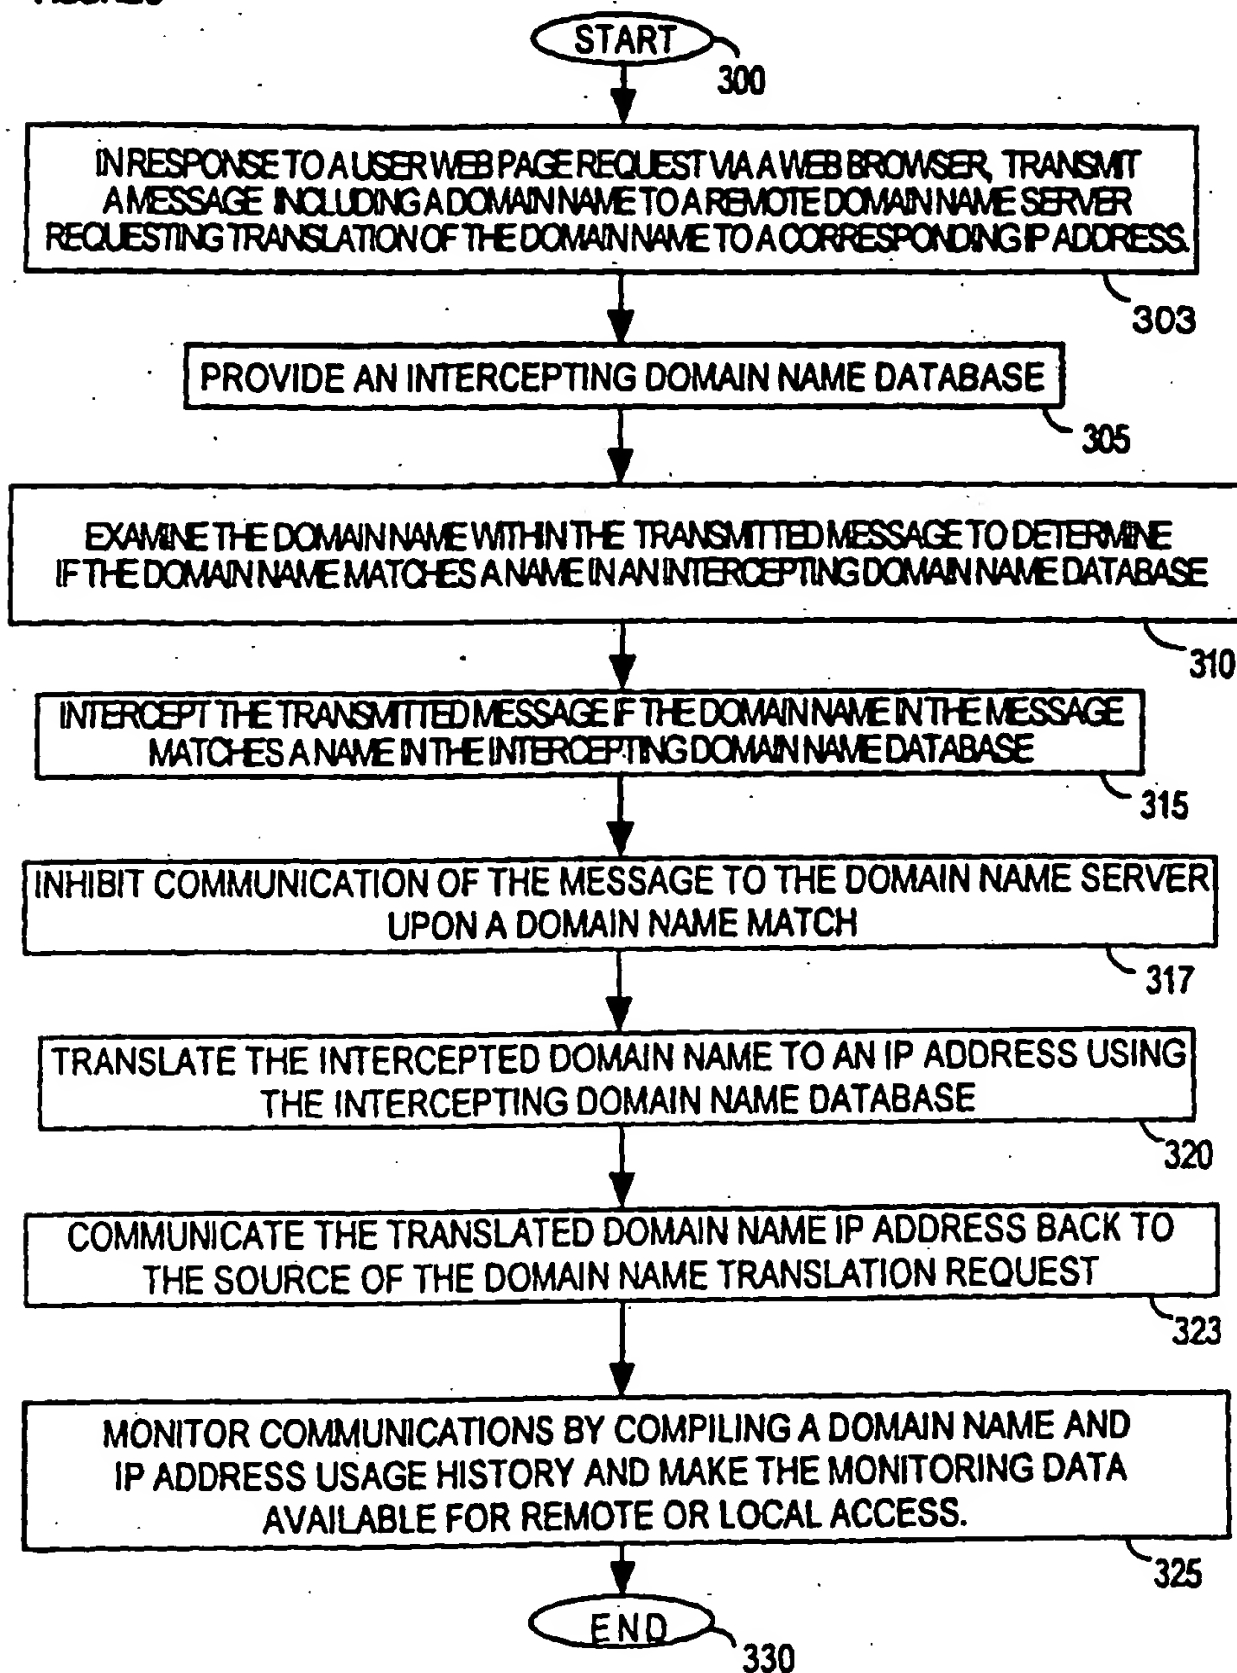 START
300
IN RESPONSE TO A USER WEB PAGE REQUEST VIA A WEB BROWSER, TRANSMIT
A MESSAGE INCLUDING A DOMAIN NAME TO A REMOTE DOMAIN NAME SERVER
REQUESTING TRANSLATION OF THE DOMAIN NAME TO A CORRESPONDING IP ADDRESS.
303
PROVIDE AN INTERCEPTING DOMAIN NAME DATABASE
305
EXAMINE THE DOMAIN NAME WITHIN THE TRANSMITTED MESSAGE TO DETERMINE
IF THE DOMAIN NAME MATCHES A NAME IN AN INTERCEPTING DOMAIN NAME DATABASE
310
INTERCEPT THE TRANSMITTED MESSAGE IF THE DOMAIN NAME IN THE MESSAGE
MATCHES A NAME IN THE INTERCEPTING DOMAIN NAME DATABASE
315
INHIBIT COMMUNICATION OF THE MESSAGE TO THE DOMAIN NAME SERVER
UPON A DOMAIN NAME MATCH
317
TRANSLATE THE INTERCEPTED DOMAIN NAME TO AN IP ADDRESS USING
THE INTERCEPTING DOMAIN NAME DATABASE
320
COMMUNICATE THE TRANSLATED DOMAIN NAME IP ADDRESS BACK TO
THE SOURCE OF THE DOMAIN NAME TRANSLATION REQUEST
323
MONITOR COMMUNICATIONS BY COMPILING A DOMAIN NAME AND
IP ADDRESS USAGE HISTORY AND MAKE THE MONITORING DATA
AVAILABLE FOR REMOTE OR LOCAL ACCESS.
325
END
330